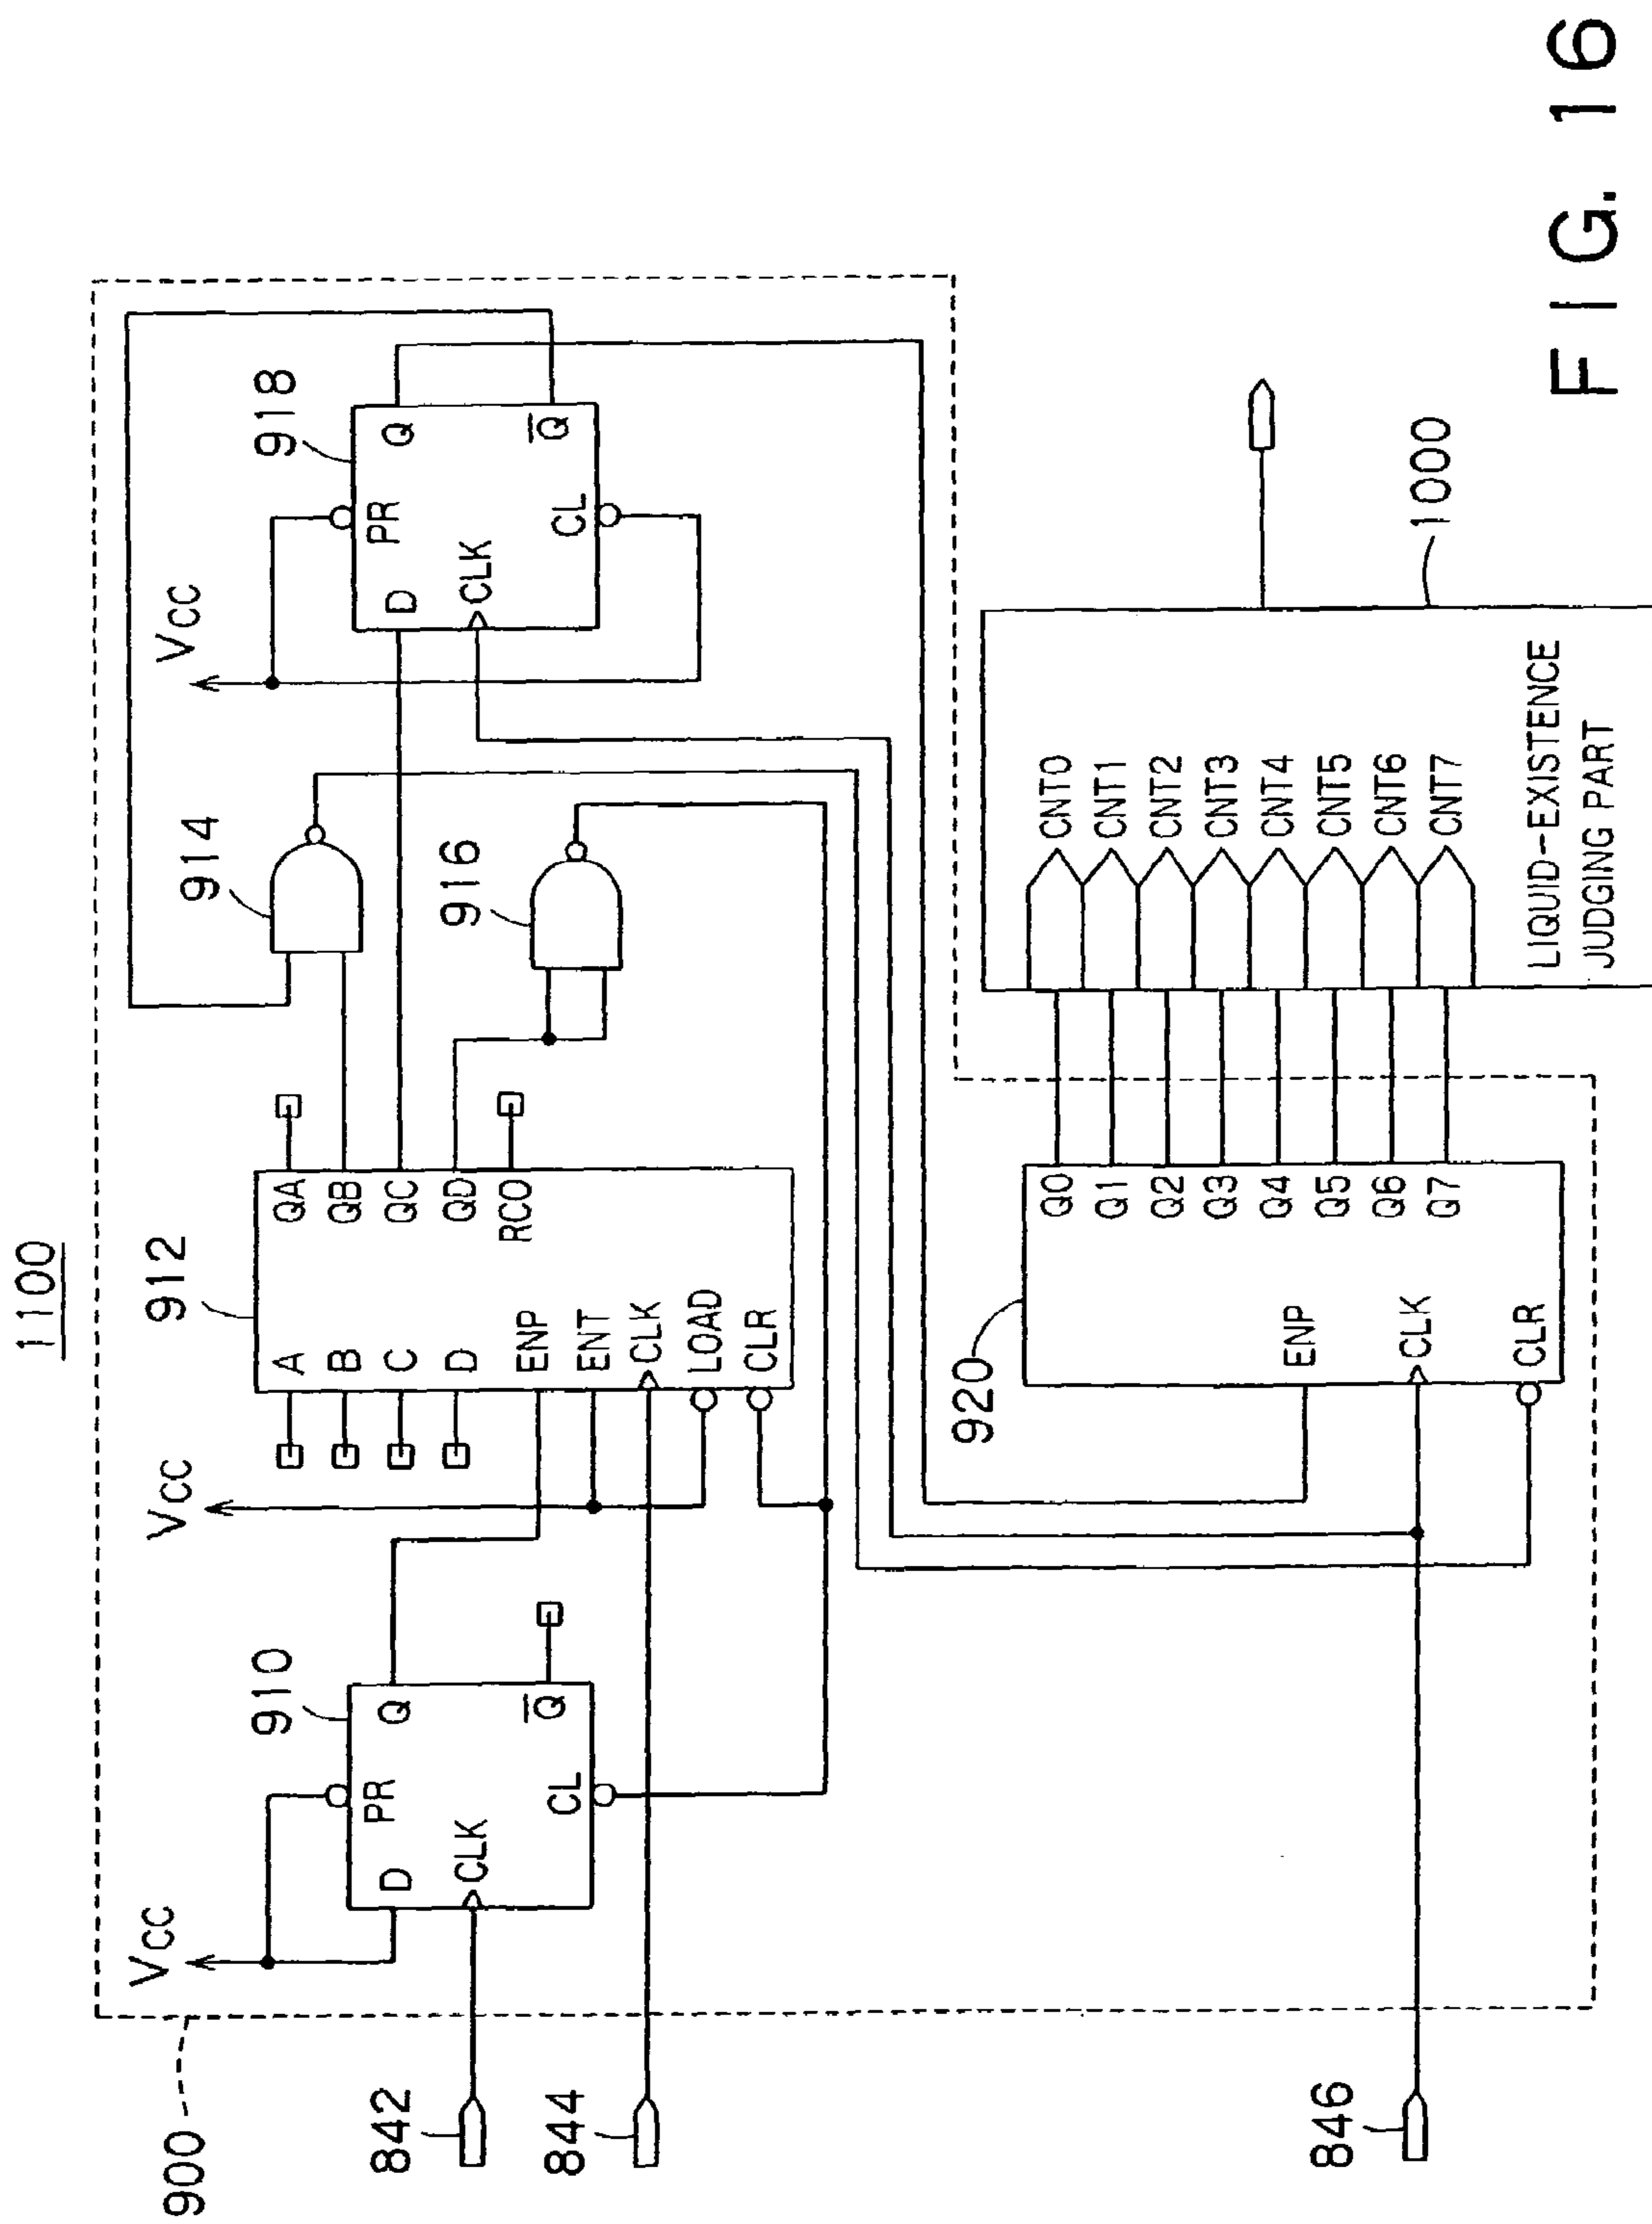 1100
900
Vcc
910
D
PR
Q
CLK
CL
Q̅
842
844
Vcc
912
A
B
C
D
ENP
ENT
CLK
LOAD
CLR
QA
QB
QC
QD
RCO
914
916
Vcc
918
D
PR
Q
CLK
CL
Q̅
846
920
ENP
CLK
CLR
Q0
Q1
Q2
Q3
Q4
Q5
Q6
Q7
CNT0
CNT1
CNT2
CNT3
CNT4
CNT5
CNT6
CNT7
LIQUID-EXISTENCE
JUDGING PART
1000
FIG. 16